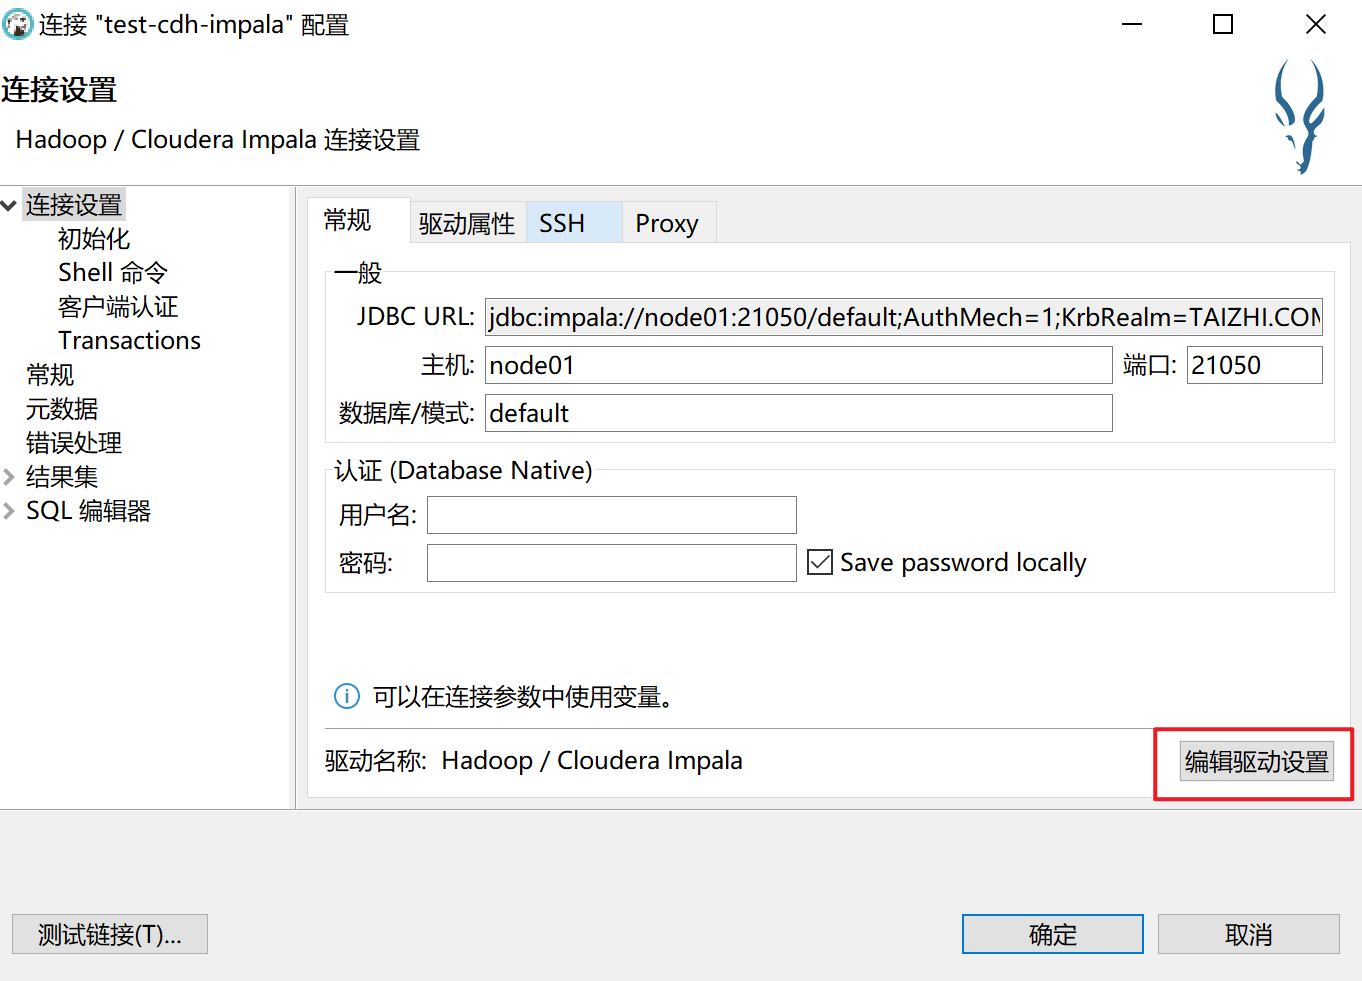 连接 "test-cdh-impala" 配置
连接设置
Hadoop / Cloudera Impala 连接设置
连接设置
初始化
Shell 命令
客户端认证
Transactions
常规
元数据
错误处理
结果集
SQL 编辑器
常规 驱动属性 SSH Proxy
一般
JDBC URL: jdbc:impala://node01:21050/default;AuthMech=1;KrbRealm=TAIZHI.COM
主机: node01 端口: 21050
数据库/模式: default
认证 (Database Native)
用户名:
密码: Save password locally
可以在连接参数中使用变量。
驱动名称: Hadoop / Cloudera Impala 编辑驱动设置
测试链接(T)... 确定 取消